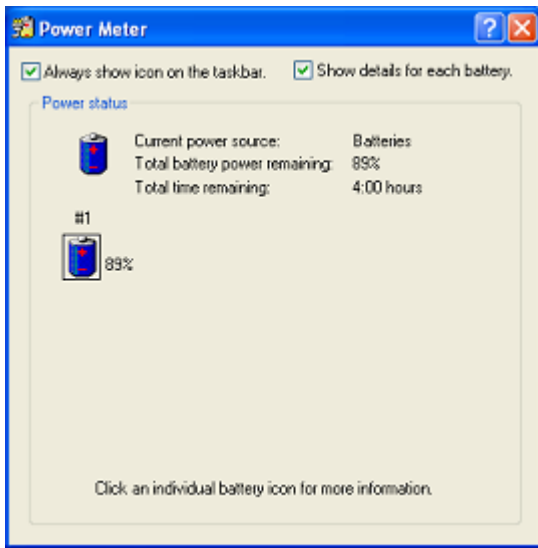 Power Meter
Always show icon on the taskbar. Show details for each battery.
Power status
Current power source: Batteries
Total battery power remaining: 89%
Total time remaining: 4:00 hours
#1
89%
Click an individual battery icon for more information.